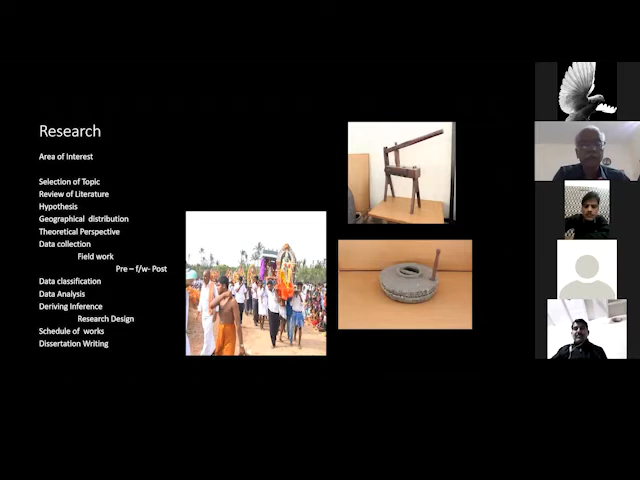 Research
Area of Interest
Selection of Topic
Review of Literature
Hypothesis
Geographical distribution
Theoretical Perspective
Data collection
Field work
Pre – f/w- Post
Data classification
Data Analysis
Deriving Inference
Research Design
Schedule of works
Dissertation Writing